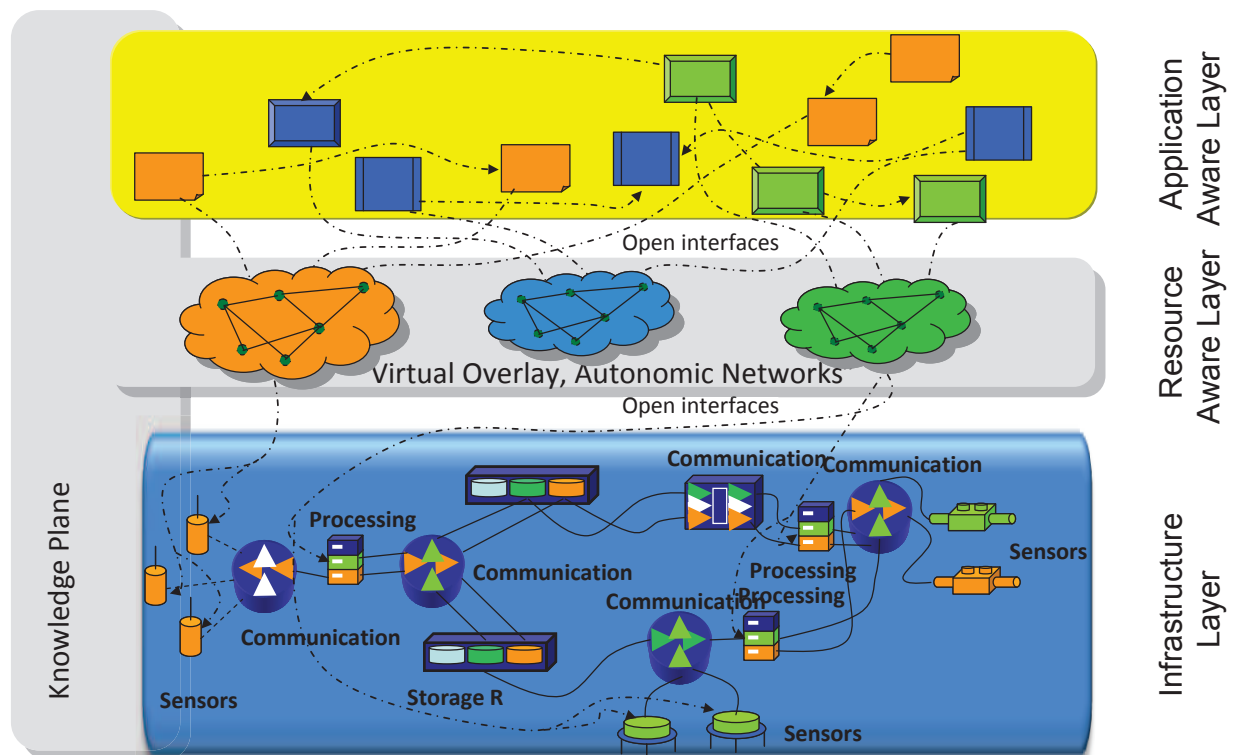 Application
Aware Layer
Open interfaces
Resource
Aware Layer
Virtual Overlay, Autonomic Networks
Open interfaces
Knowledge Plane
Communication
Communication
Processing
Sensors
Communication
Processing
Processing
Communication
Communication
Storage R
Sensors
Sensors
Infrastructure
Layer